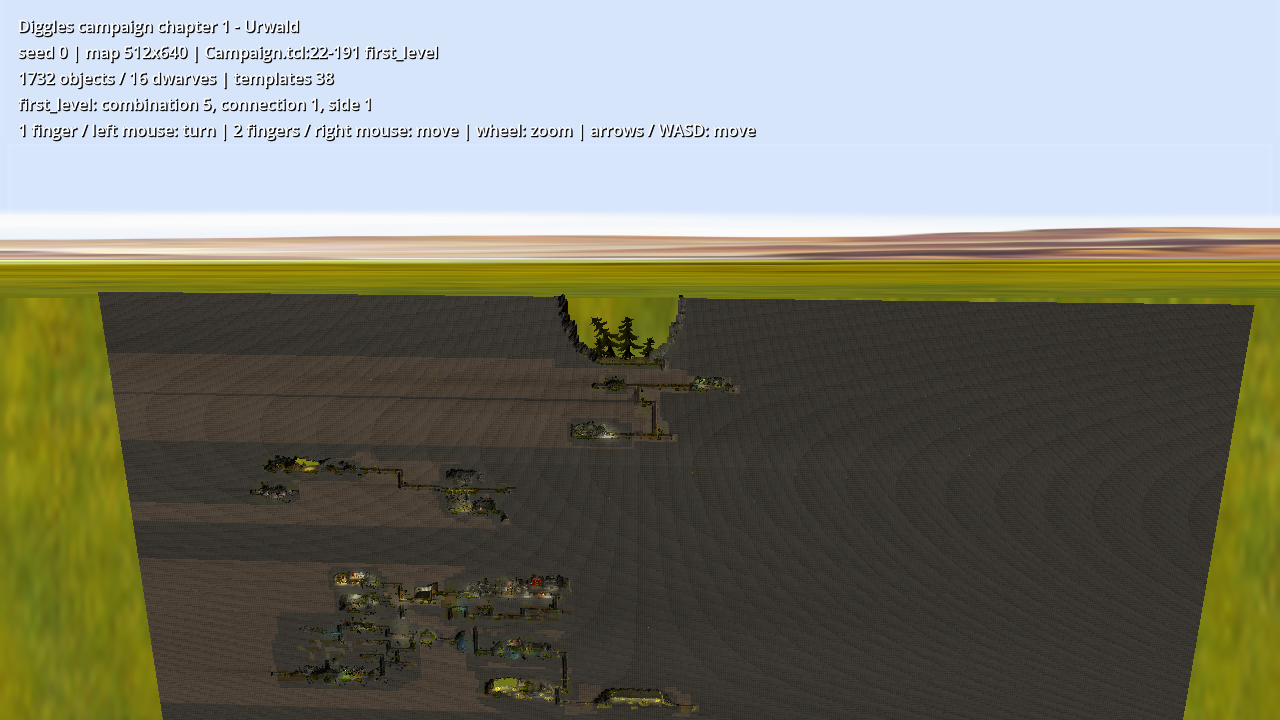 Diggles campaign chapter 1 - Urwald
seed 0 | map 512x640 | Campaign.tcl:22-191 first_level
1732 objects / 16 dwarves | templates 38
first_level: combination 5, connection 1, side 1
1 finger / left mouse: turn | 2 fingers / right mouse: move | wheel: zoom | arrows / WASD: move